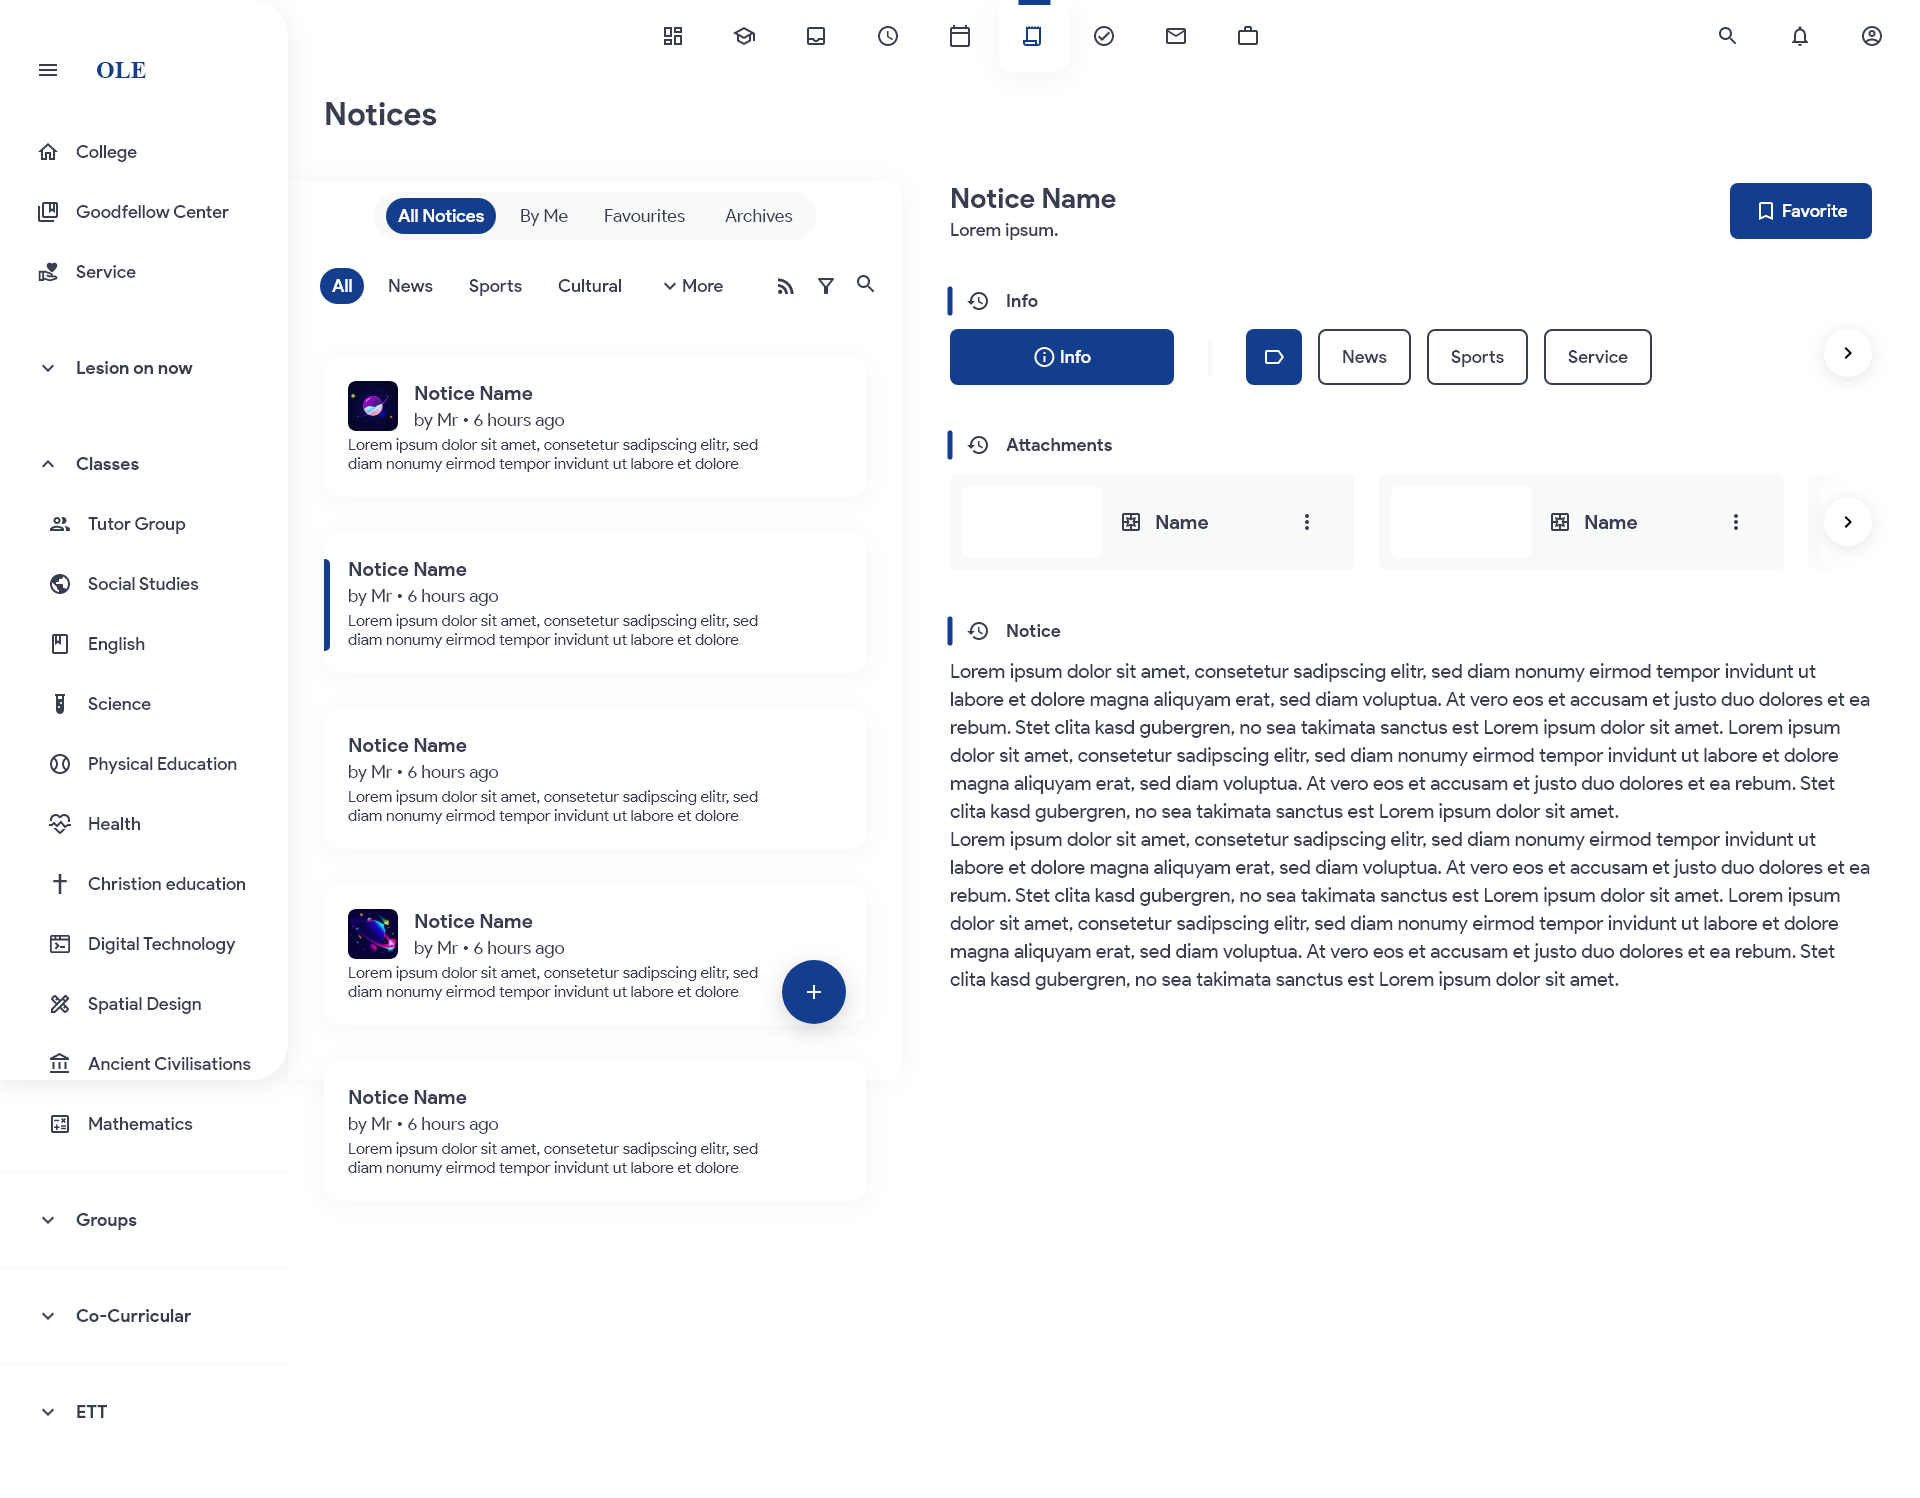 OLE
College
Goodfellow Center
Service
Lesion on now
Classes
Tutor Group
Social Studies
English
Science
Physical Education
Health
Christion education
Digital Technology
Spatial Design
Ancient Civilisations
Mathematics
Groups
Co-Curricular
ETT
Notices
All Notices By Me Favourites Archives
All News Sports Cultural More
Notice Name
by Mr • 6 hours ago
Lorem ipsum dolor sit amet, consetetur sadipscing elitr, sed
diam nonumy eirmod tempor invidunt ut labore et dolore
Notice Name
by Mr • 6 hours ago
Lorem ipsum dolor sit amet, consetetur sadipscing elitr, sed
diam nonumy eirmod tempor invidunt ut labore et dolore
Notice Name
by Mr • 6 hours ago
Lorem ipsum dolor sit amet, consetetur sadipscing elitr, sed
diam nonumy eirmod tempor invidunt ut labore et dolore
Notice Name
by Mr • 6 hours ago
Lorem ipsum dolor sit amet, consetetur sadipscing elitr, sed
diam nonumy eirmod tempor invidunt ut labore et dolore
Notice Name
by Mr • 6 hours ago
Lorem ipsum dolor sit amet, consetetur sadipscing elitr, sed
diam nonumy eirmod tempor invidunt ut labore et dolore
Notice Name
Lorem ipsum.
Favorite
Info
Info News Sports Service
Attachments
Name Name
Notice
Lorem ipsum dolor sit amet, consetetur sadipscing elitr, sed diam nonumy eirmod tempor invidunt ut
labore et dolore magna aliquyam erat, sed diam voluptua. At vero eos et accusam et justo duo dolores et ea
rebum. Stet clita kasd gubergren, no sea takimata sanctus est Lorem ipsum dolor sit amet. Lorem ipsum
dolor sit amet, consetetur sadipscing elitr, sed diam nonumy eirmod tempor invidunt ut labore et dolore
magna aliquyam erat, sed diam voluptua. At vero eos et accusam et justo duo dolores et ea rebum. Stet
clita kasd gubergren, no sea takimata sanctus est Lorem ipsum dolor sit amet.
Lorem ipsum dolor sit amet, consetetur sadipscing elitr, sed diam nonumy eirmod tempor invidunt ut
labore et dolore magna aliquyam erat, sed diam voluptua. At vero eos et accusam et justo duo dolores et ea
rebum. Stet clita kasd gubergren, no sea takimata sanctus est Lorem ipsum dolor sit amet. Lorem ipsum
dolor sit amet, consetetur sadipscing elitr, sed diam nonumy eirmod tempor invidunt ut labore et dolore
magna aliquyam erat, sed diam voluptua. At vero eos et accusam et justo duo dolores et ea rebum. Stet
clita kasd gubergren, no sea takimata sanctus est Lorem ipsum dolor sit amet.